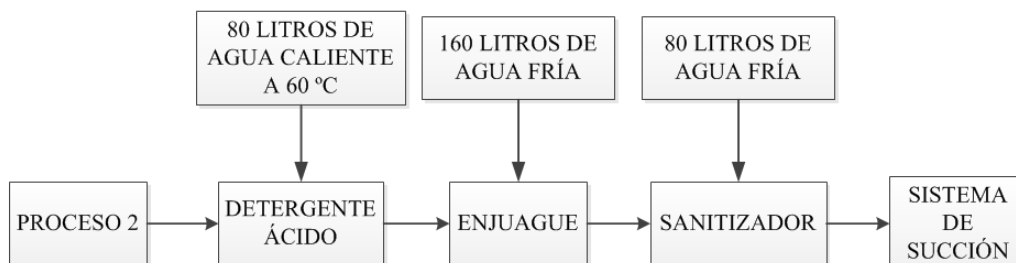 80 LITROS DE
AGUA CALIENTE
A 60 ºC
160 LITROS DE
AGUA FRÍA
80 LITROS DE
AGUA FRÍA
PROCESO 2
DETERGENTE
ÁCIDO
ENJUAGUE
SANITIZADOR
SISTEMA
DE
SUCCIÓN